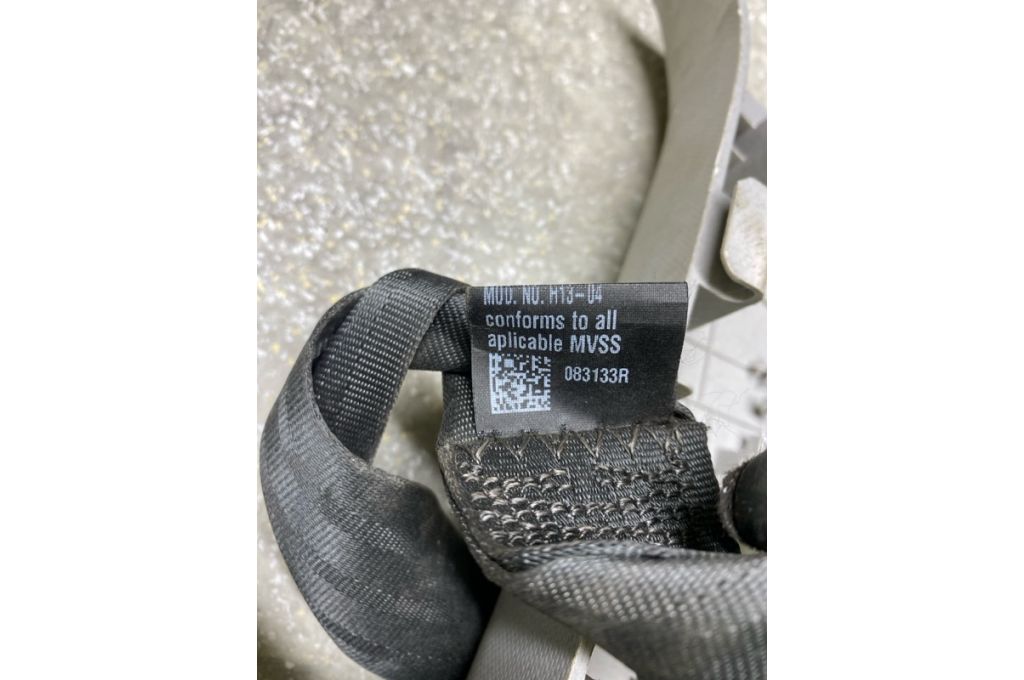 MOD. NO. H13-04
conforms to all
aplicable MVSS
083133R